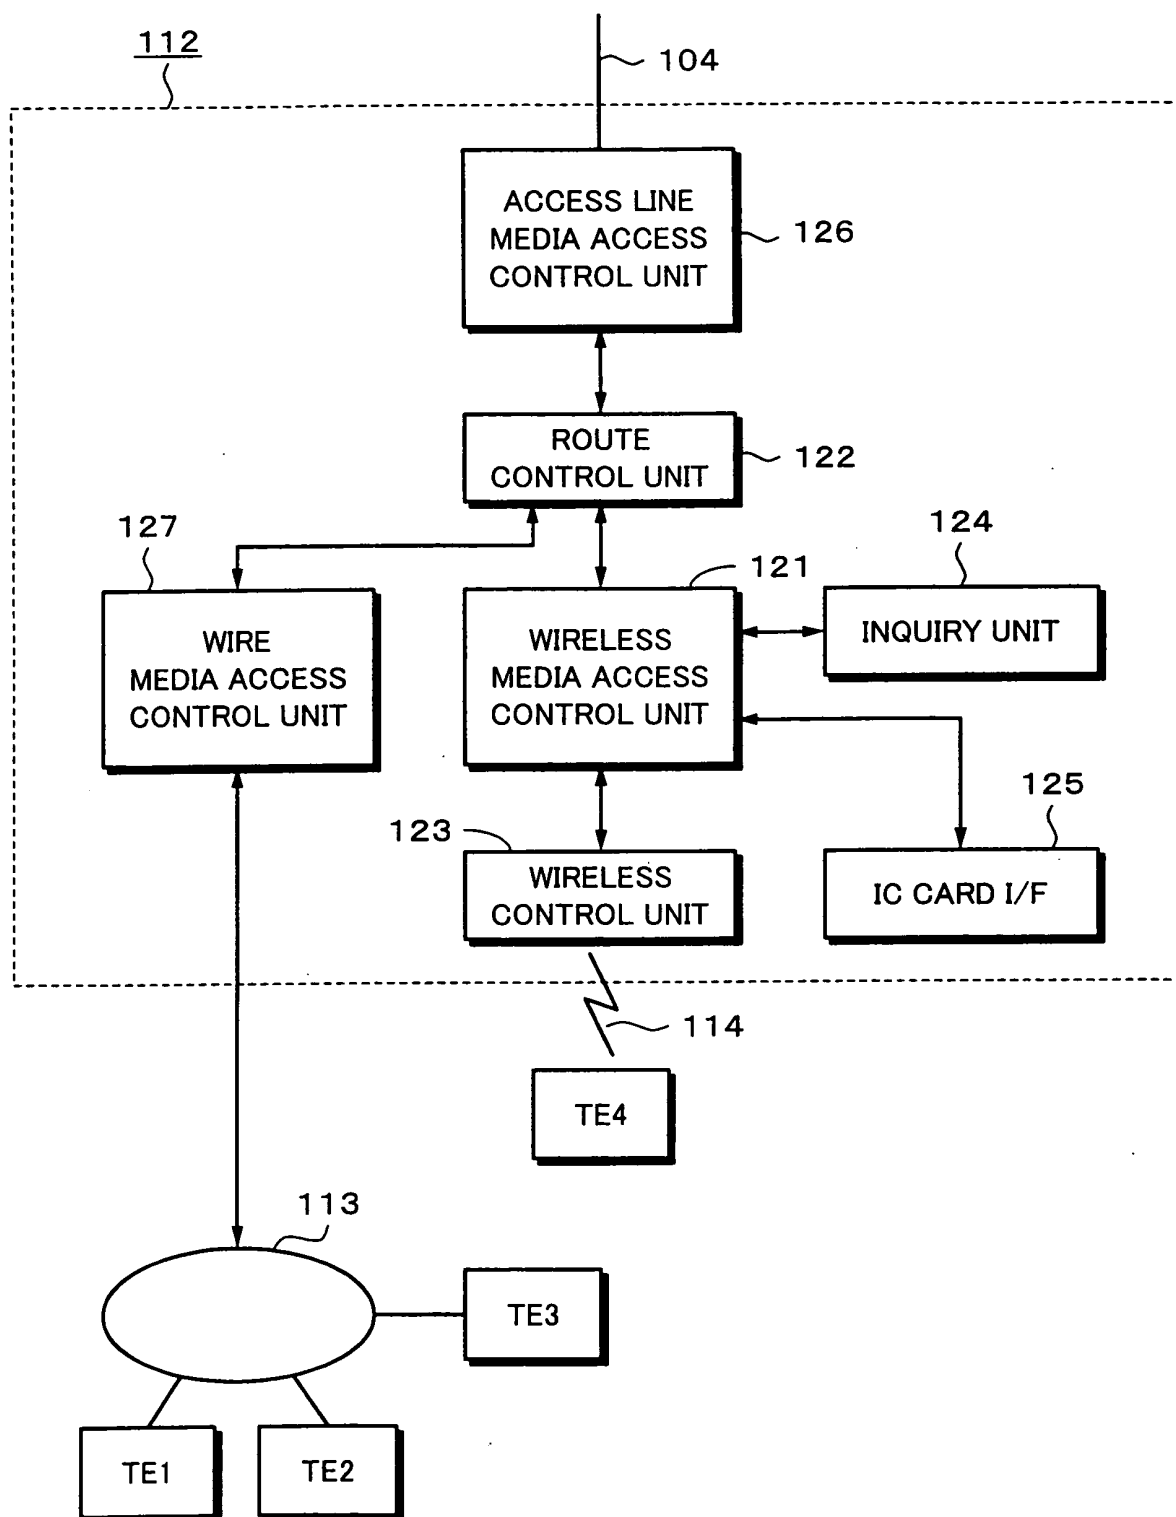 112
104
ACCESS LINE
MEDIA ACCESS
CONTROL UNIT
126
ROUTE
CONTROL UNIT
122
127
121
124
WIRE
MEDIA ACCESS
CONTROL UNIT
WIRELESS
MEDIA ACCESS
CONTROL UNIT
INQUIRY UNIT
125
123
WIRELESS
CONTROL UNIT
IC CARD I/F
114
TE4
113
TE3
TE1
TE2